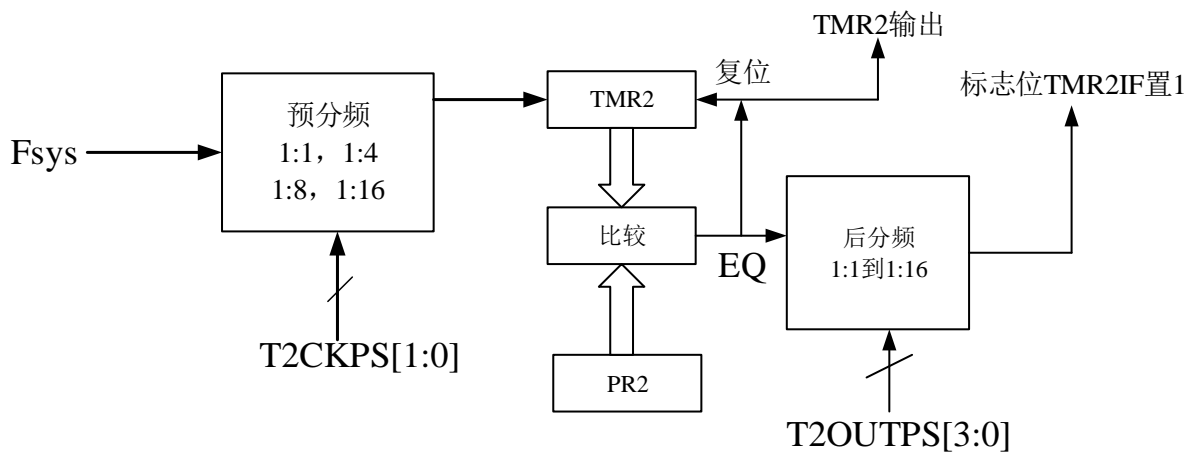 TMR2输出
复位
标志位TMR2IF置1
预分频
1:1，1:4
1:8，1:16
TMR2
Fsys
比较
后分频
1:1到1:16
EQ
T2CKPS[1:0]
PR2
T2OUTPS[3:0]